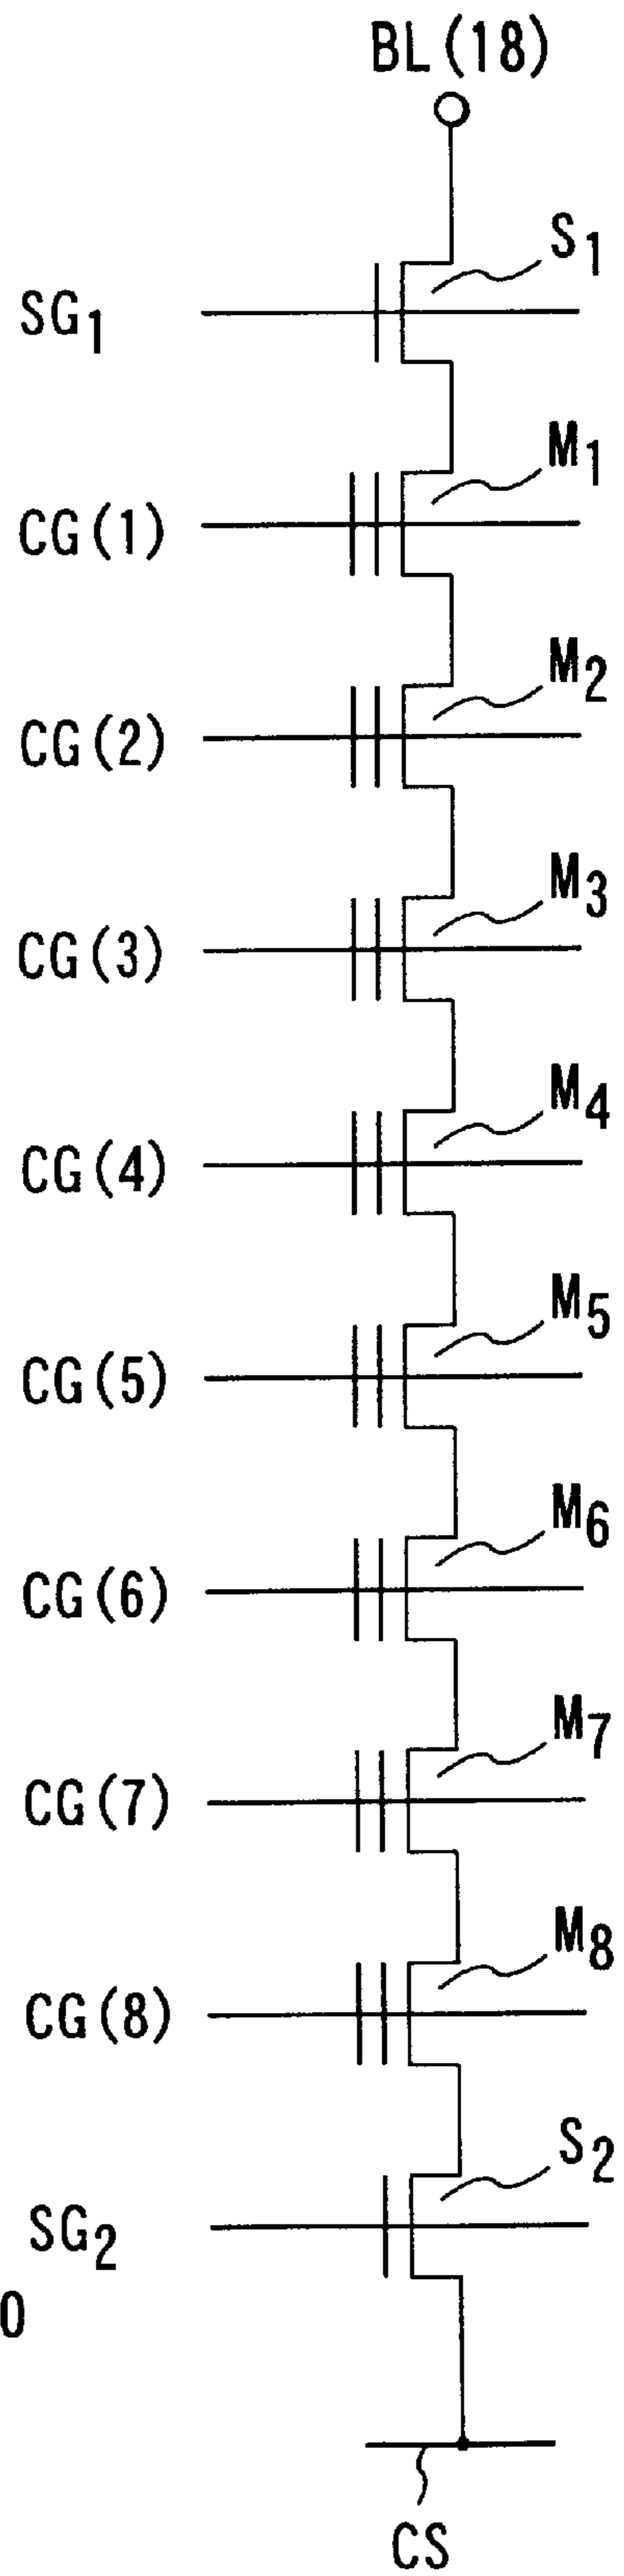 BL(18)
S1
SG1
M1
CG(1)
M2
CG(2)
M3
CG(3)
M4
CG(4)
M5
CG(5)
M6
CG(6)
M7
CG(7)
M8
CG(8)
S2
SG2
0
CS